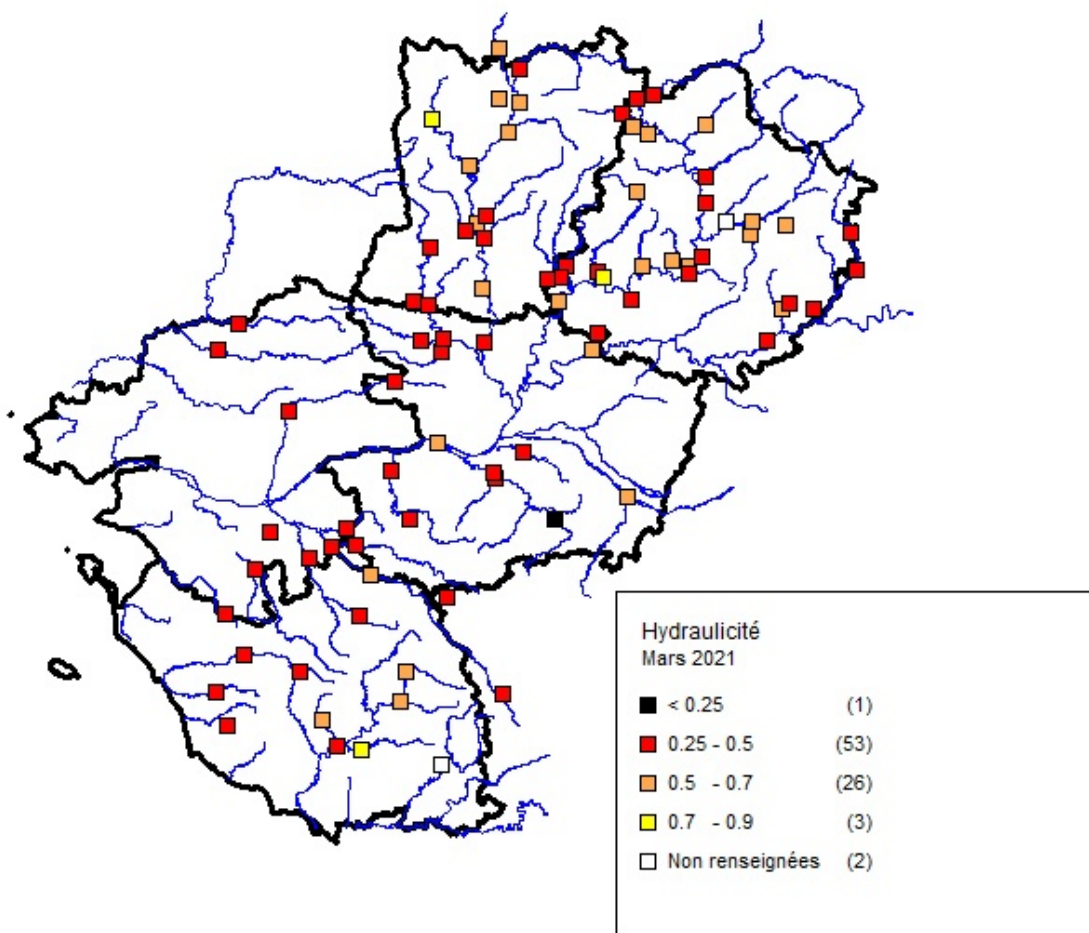 Hydraulicité
Mars 2021
< 0.25 (1)
0.25 - 0.5 (53)
0.5 - 0.7 (26)
0.7 - 0.9 (3)
Non renseignées (2)